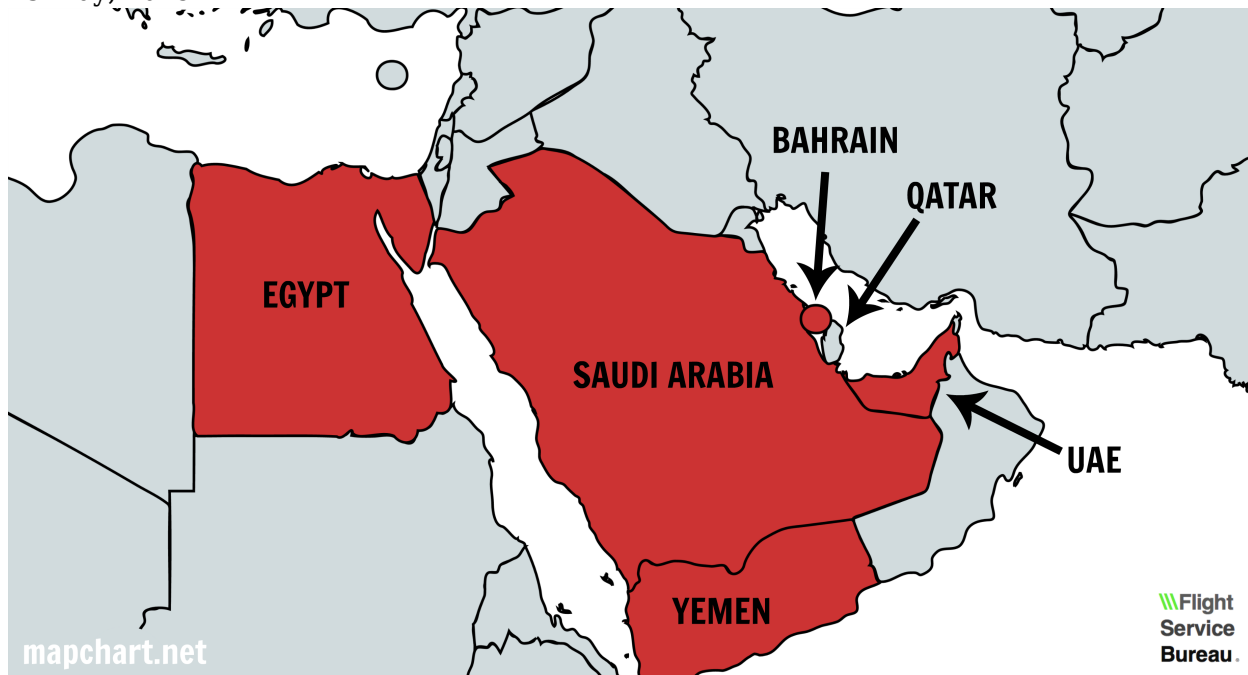 BAHRAIN
QATAR
EGYPT
SAUDI ARABIA
UAE
YEMEN
\\\Flight
Service
Bureau.
mapchart.net